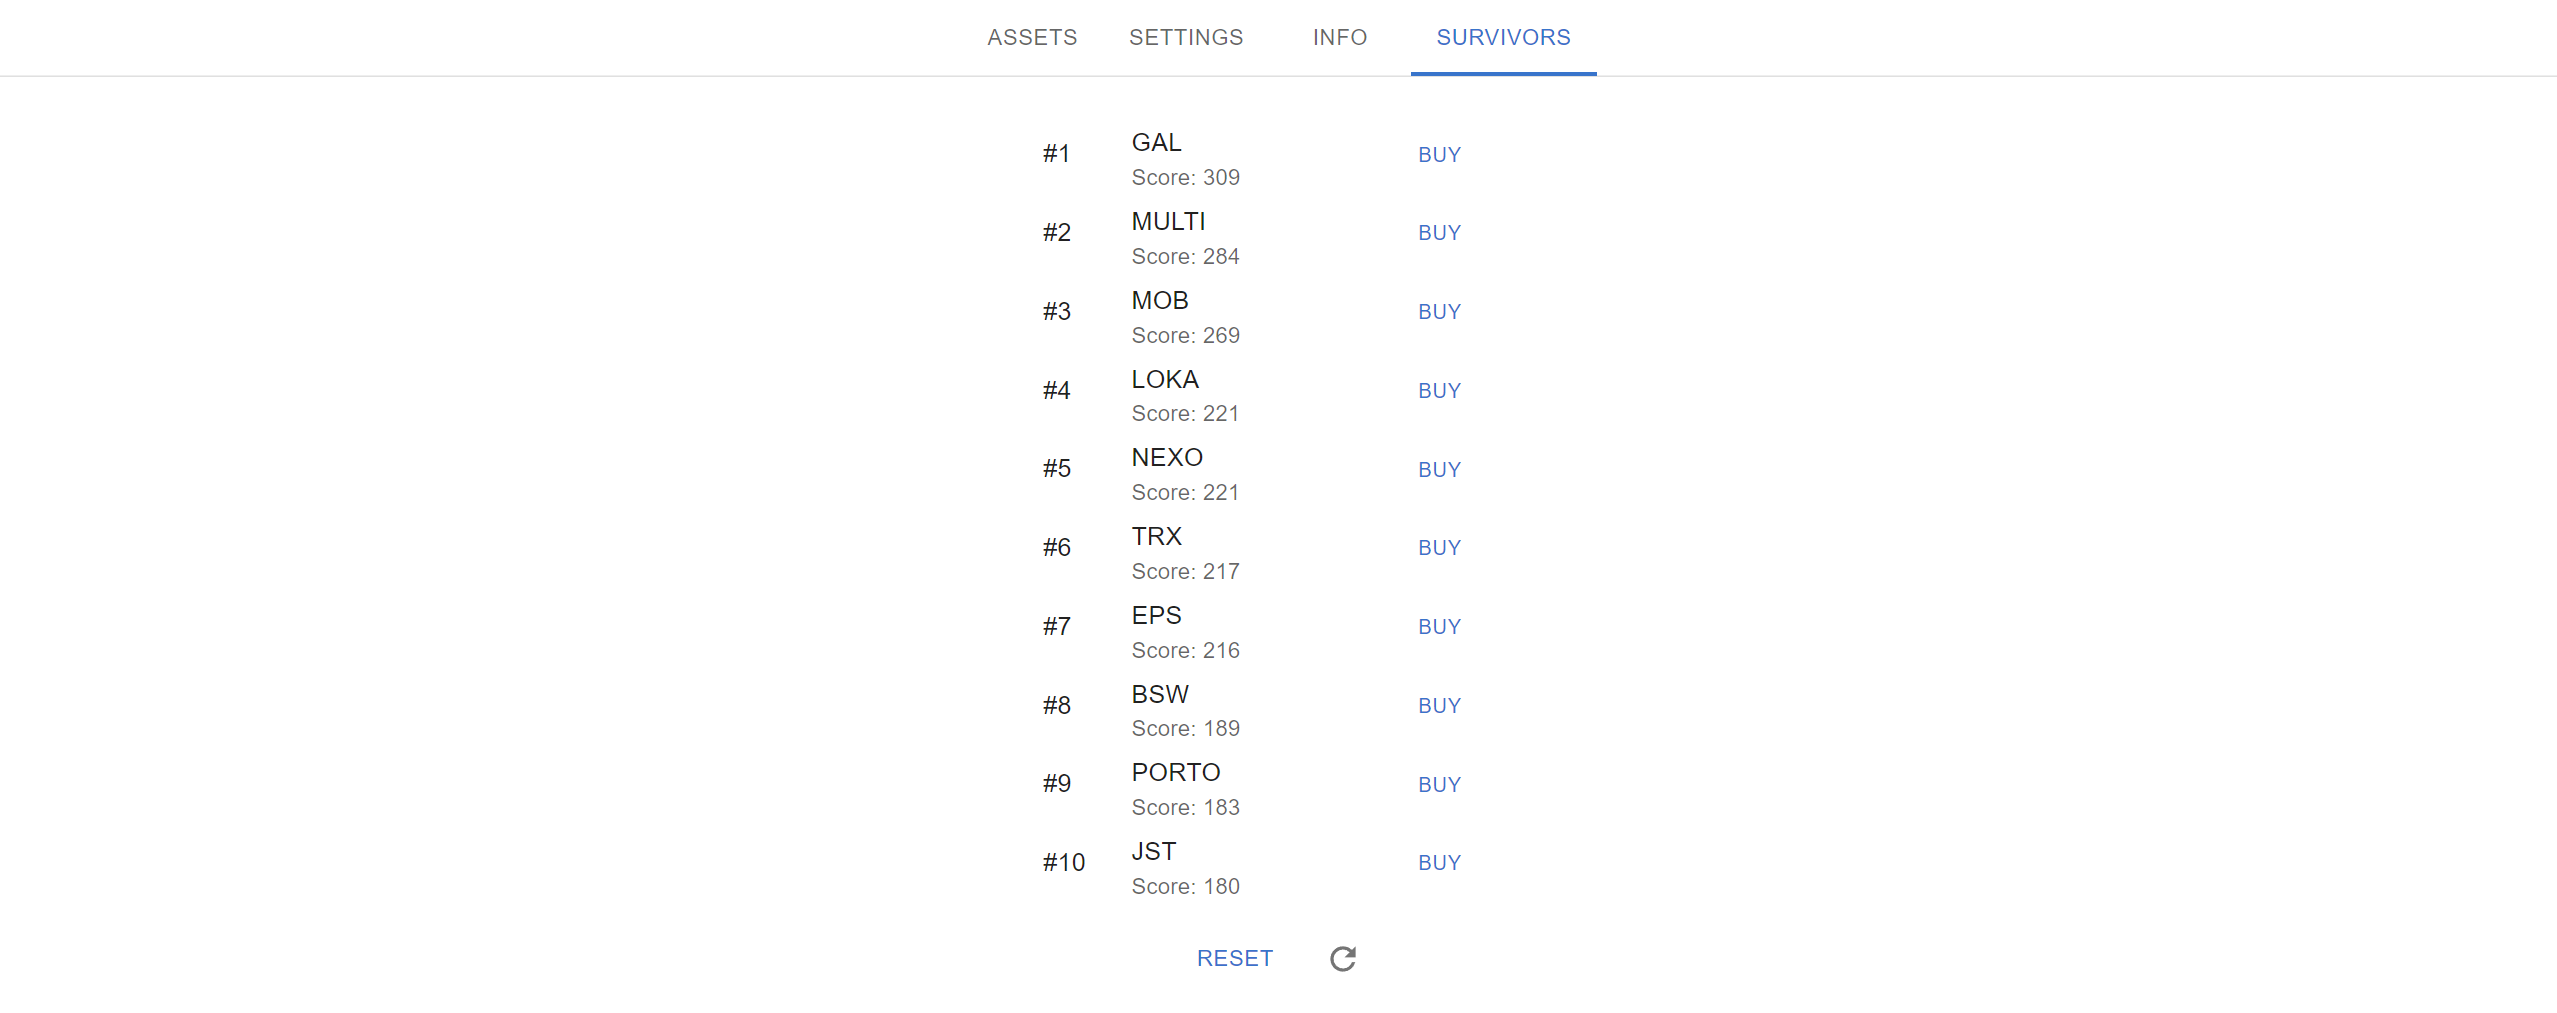 ASSETS SETTINGS INFO SURVIVORS
#1 GAL BUY
Score: 309
#2 MULTI BUY
Score: 284
#3 MOB BUY
Score: 269
#4 LOKA BUY
Score: 221
#5 NEXO BUY
Score: 221
#6 TRX BUY
Score: 217
#7 EPS BUY
Score: 216
#8 BSW BUY
Score: 189
#9 PORTO BUY
Score: 183
#10 JST BUY
Score: 180
RESET